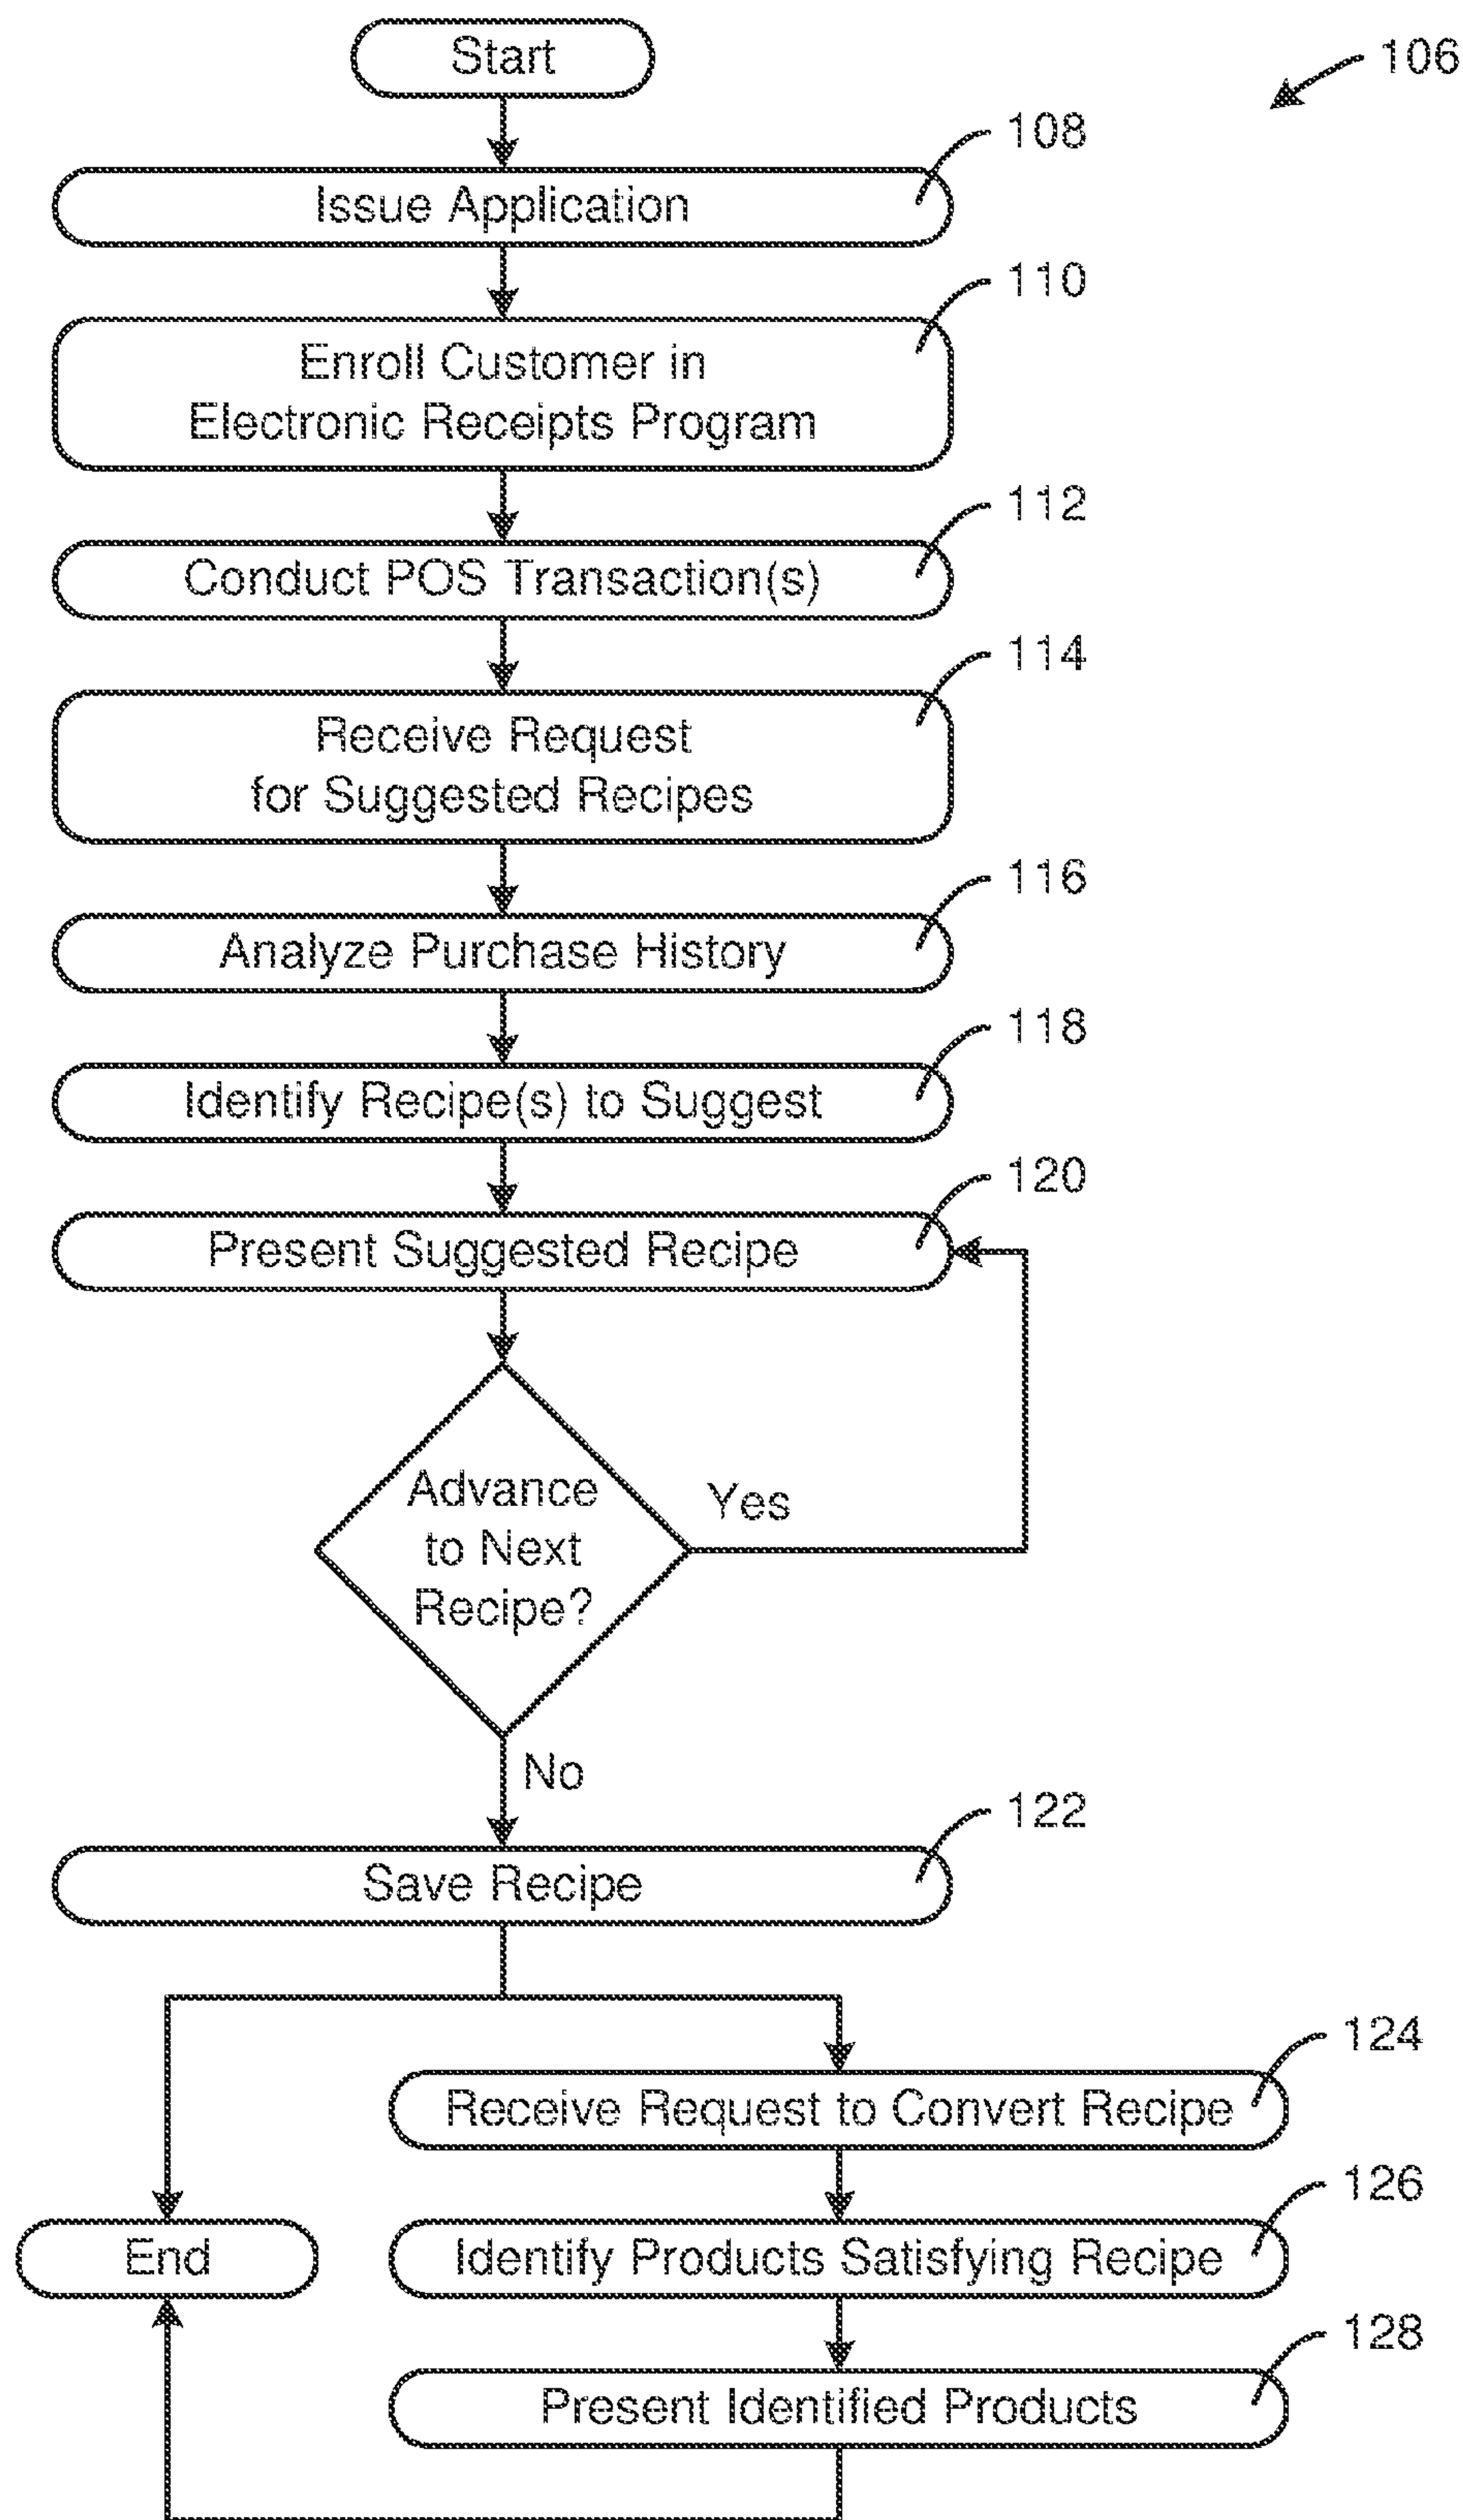 Start
106
108
Issue Application
110
Enroll Customer in
Electronic Receipts Program
112
Conduct POS Transaction(s)
114
Receive Request
for Suggested Recipes
116
Analyze Purchase History
118
Identify Recipe(s) to Suggest
120
Present Suggested Recipe
Advance
to Next
Recipe?
Yes
No
122
Save Recipe
124
Receive Request to Convert Recipe
126
End
Identify Products Satisfying Recipe
128
Present Identified Products